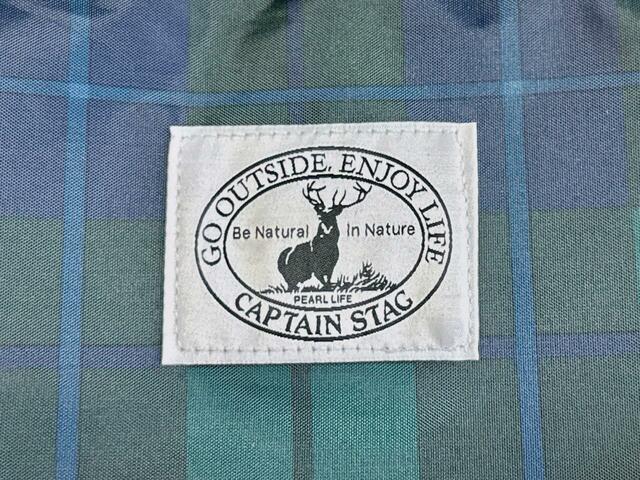 GO OUTSIDE, ENJOY LIFE
Be Natural In Nature
PEARL LIFE
CAPTAIN STAG